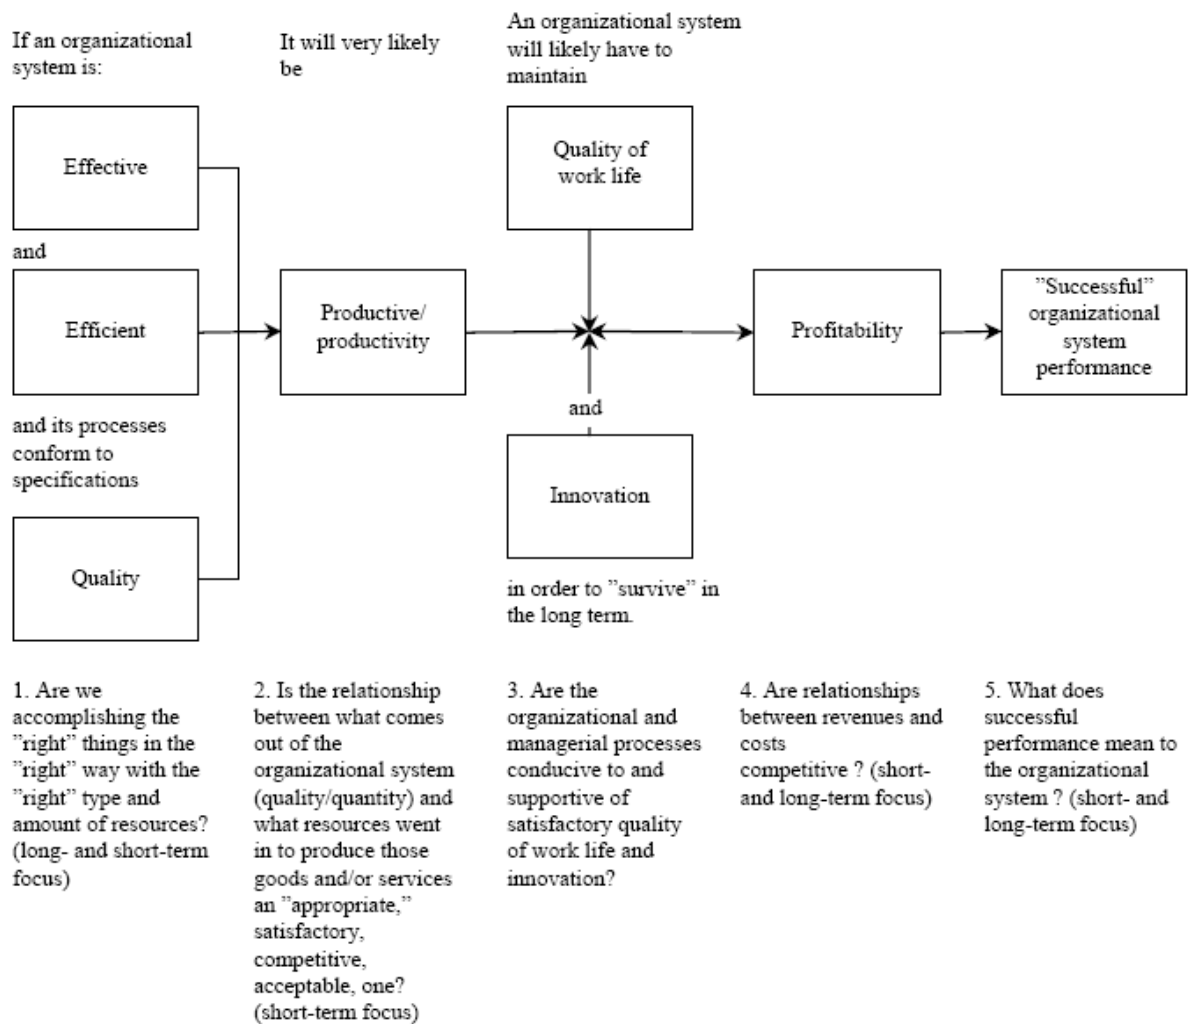 If an organizational
system is:
It will very likely
be
An organizational system
will likely have to
maintain
Effective
and
Efficient
and its processes
conform to
specifications
Quality
Productive/
productivity
Quality of
work life
and
Innovation
in order to ”survive” in
the long term.
Profitability
”Successful”
organizational
system
performance
1. Are we
accomplishing the
”right” things in the
”right” way with the
”right” type and
amount of resources?
(long- and short-term
focus)
2. Is the relationship
between what comes
out of the
organizational system
(quality/quantity) and
what resources went
in to produce those
goods and/or services
an ”appropriate,”
satisfactory,
competitive,
acceptable, one?
(short-term focus)
3. Are the
organizational and
managerial processes
conducive to and
supportive of
satisfactory quality
of work life and
innovation?
4. Are relationships
between revenues and
costs
competitive ? (short-
and long-term focus)
5. What does
successful
performance mean to
the organizational
system ? (short- and
long-term focus)